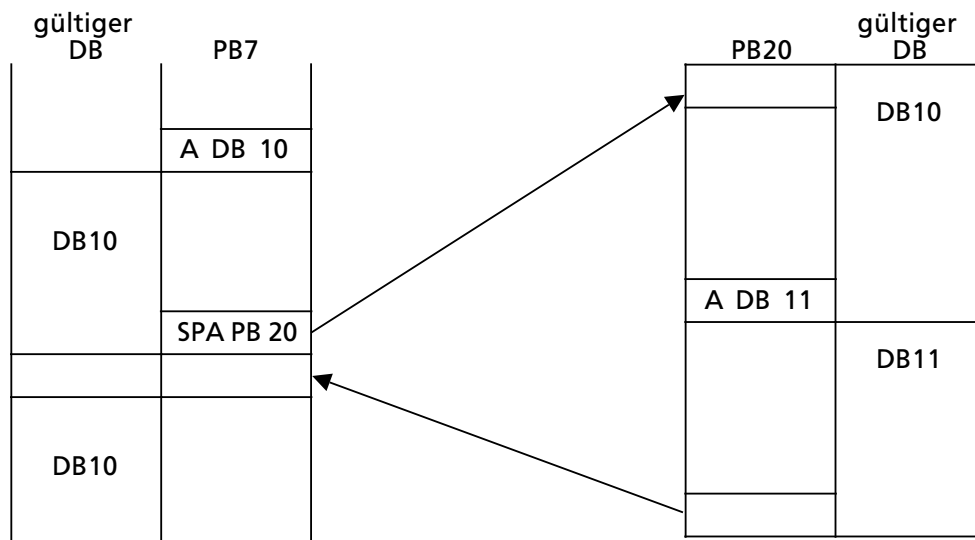 gültiger
DB
PB7
A DB 10
DB10
SPA PB 20
DB10
PB20
gültiger
DB
DB10
A DB 11
DB11